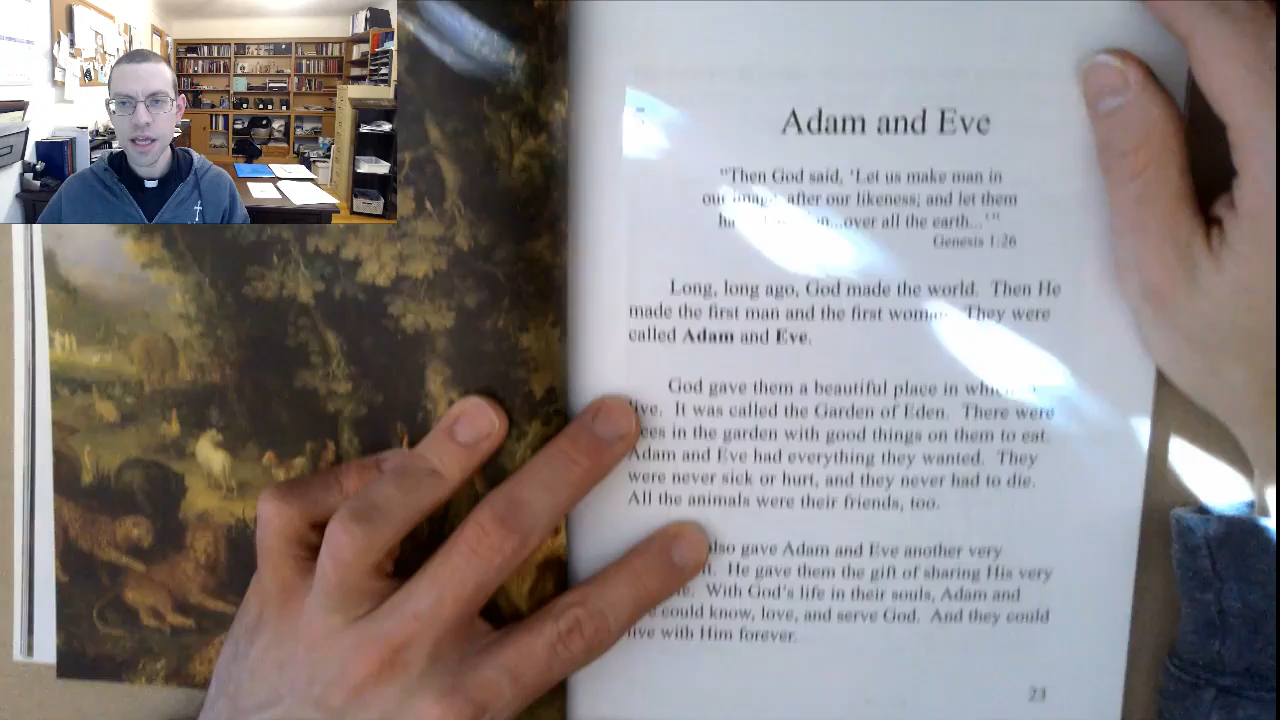 Adam and Eve
"Then God said, 'Let us make man in
our image after our likeness; and let them
over all the earth...'"
Genesis 1:26
Long, long ago, God made the world. Then He
made the first man and the first woman. They were
called Adam and Eve.
God gave them a beautiful place in which
live. It was called the Garden of Eden. There were
in the garden with good things on them to eat.
Adam and Eve had everything they wanted. They
were never sick or hurt, and they never had to die.
All the animals were their friends, too.
also gave Adam and Eve another very
He gave them the gift of sharing His very
With God's life in their souls, Adam and
could know, love, and serve God. And they could
live with Him forever.
23